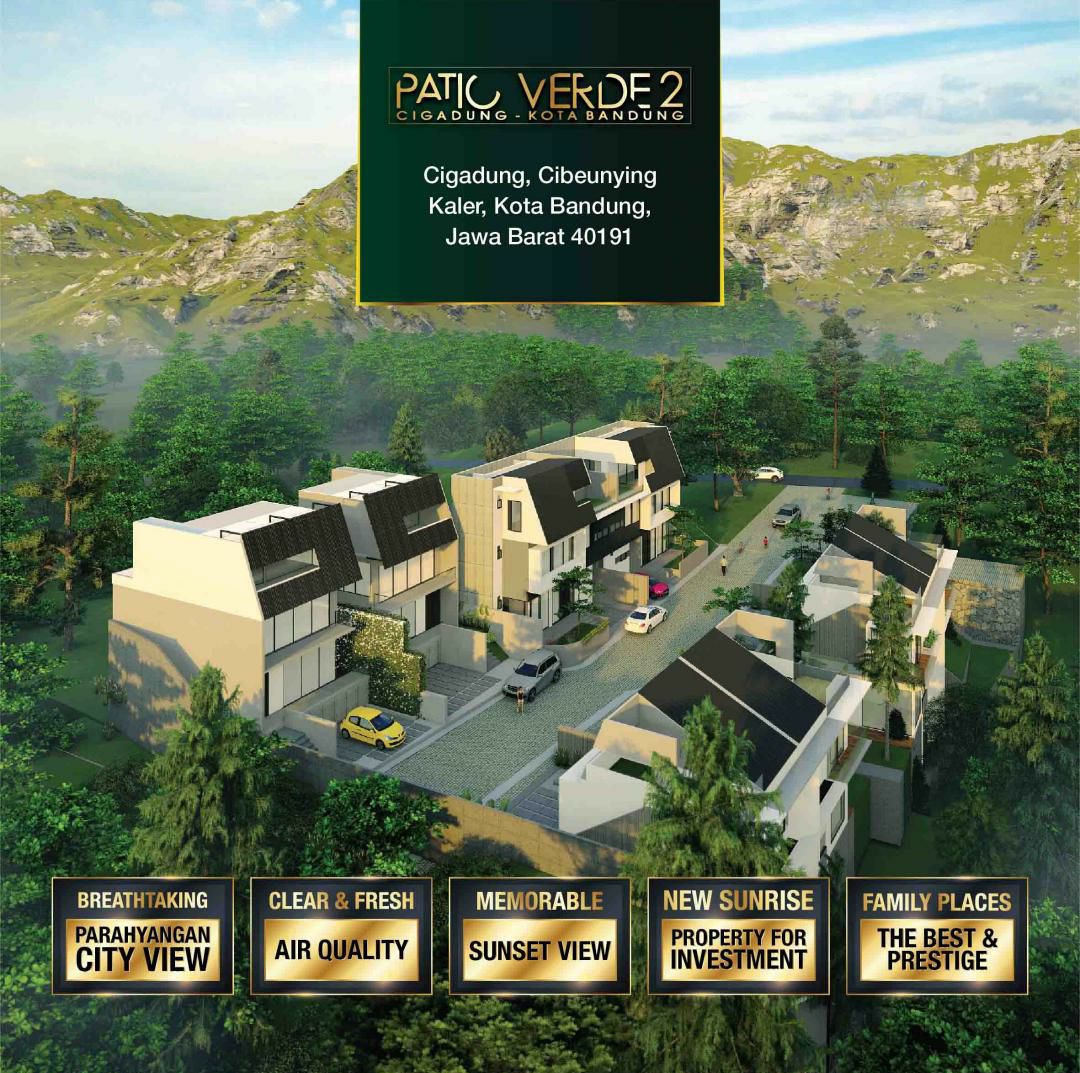 PATIO VERDE 2
CIGADUNG - KOTA BANDUNG
Cigadung, Cibeunying
Kaler, Kota Bandung,
Jawa Barat 40191
BREATHTAKING
PARAHYANGAN
CITY VIEW
CLEAR & FRESH
AIR QUALITY
MEMORABLE
SUNSET VIEW
NEW SUNRISE
PROPERTY FOR
INVESTMENT
FAMILY PLACES
THE BEST &
PRESTIGE